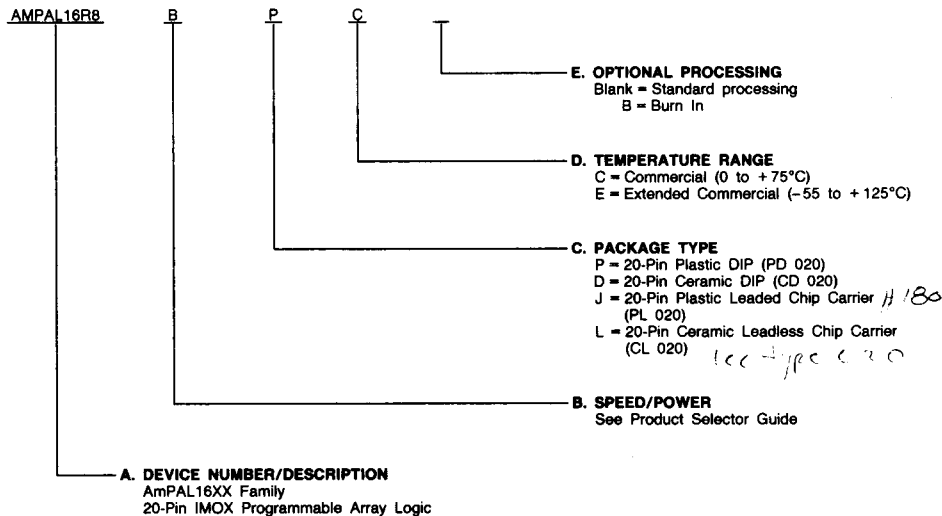 AMPAL16R8 B P C
E. OPTIONAL PROCESSING
Blank = Standard processing
B = Burn In
D. TEMPERATURE RANGE
C = Commercial (0 to +75°C)
E = Extended Commercial (-55 to +125°C)
C. PACKAGE TYPE
P = 20-Pin Plastic DIP (PD 020)
D = 20-Pin Ceramic DIP (CD 020)
J = 20-Pin Plastic Leaded Chip Carrier
(PL 020)
L = 20-Pin Ceramic Leadless Chip Carrier
(CL 020)
B. SPEED/POWER
See Product Selector Guide
A. DEVICE NUMBER/DESCRIPTION
AmPAL16XX Family
20-Pin IMOX Programmable Array Logic